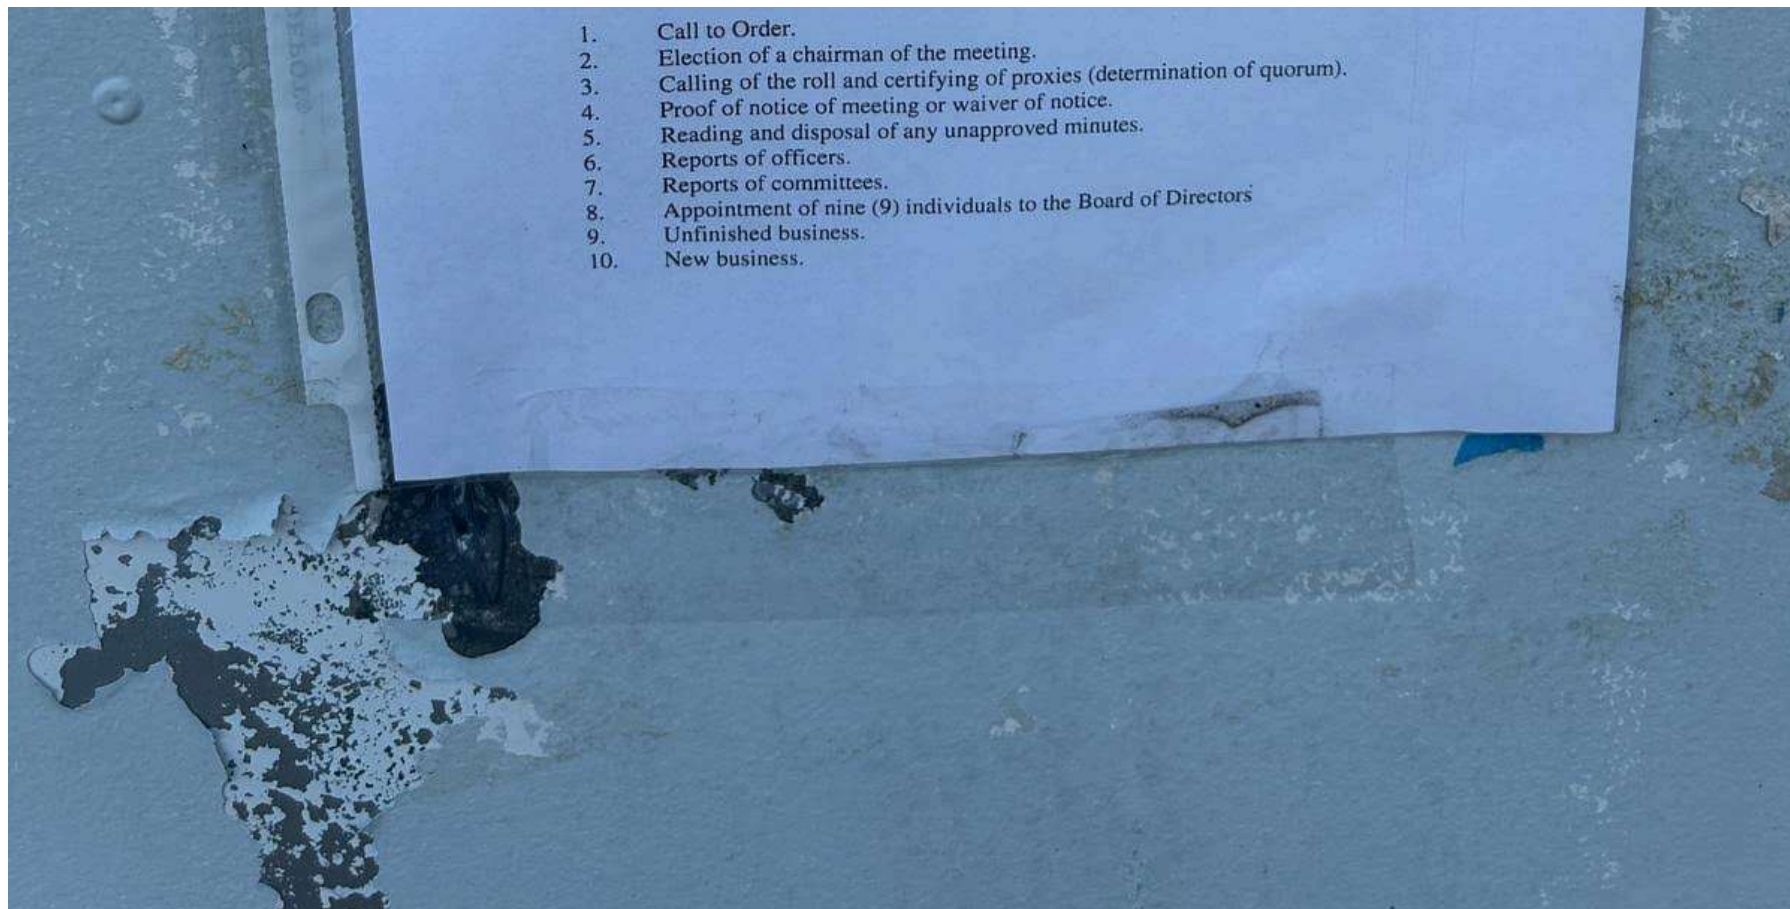 1. Call to Order.
2. Election of a chairman of the meeting.
3. Calling of the roll and certifying of proxies (determination of quorum).
4. Proof of notice of meeting or waiver of notice.
5. Reading and disposal of any unapproved minutes.
6. Reports of officers.
7. Reports of committees.
8. Appointment of nine (9) individuals to the Board of Directors
9. Unfinished business.
10. New business.